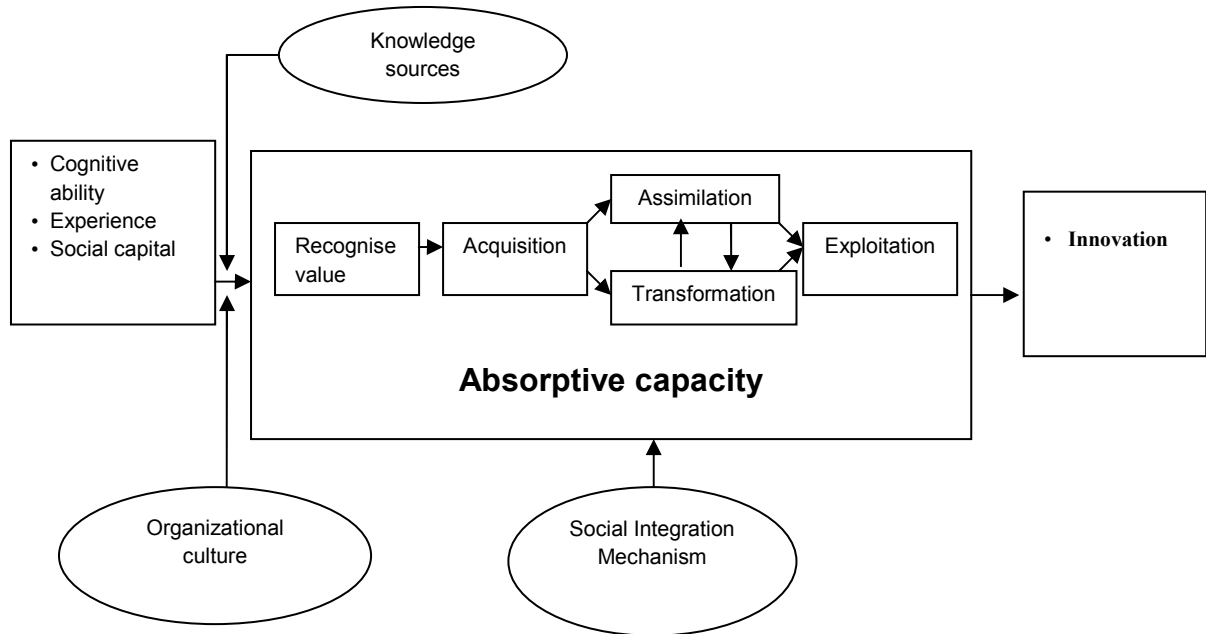 Knowledge
sources
• Cognitive
ability
• Experience
• Social capital
Recognise
value
Acquisition
Assimilation
Transformation
Exploitation
Absorptive capacity
• Innovation
Organizational
culture
Social Integration
Mechanism